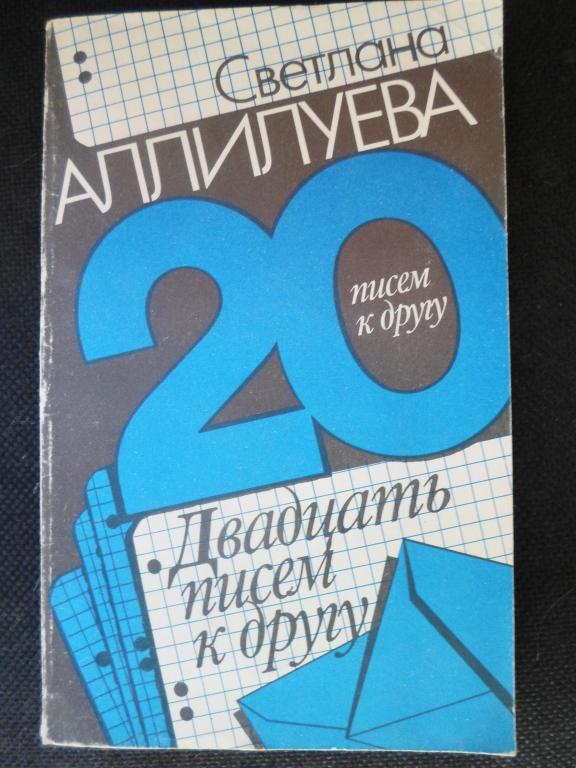 Светлана
АЛЛИЛУЕВА
20
писем
к другу
Двадцать
писем
к другу